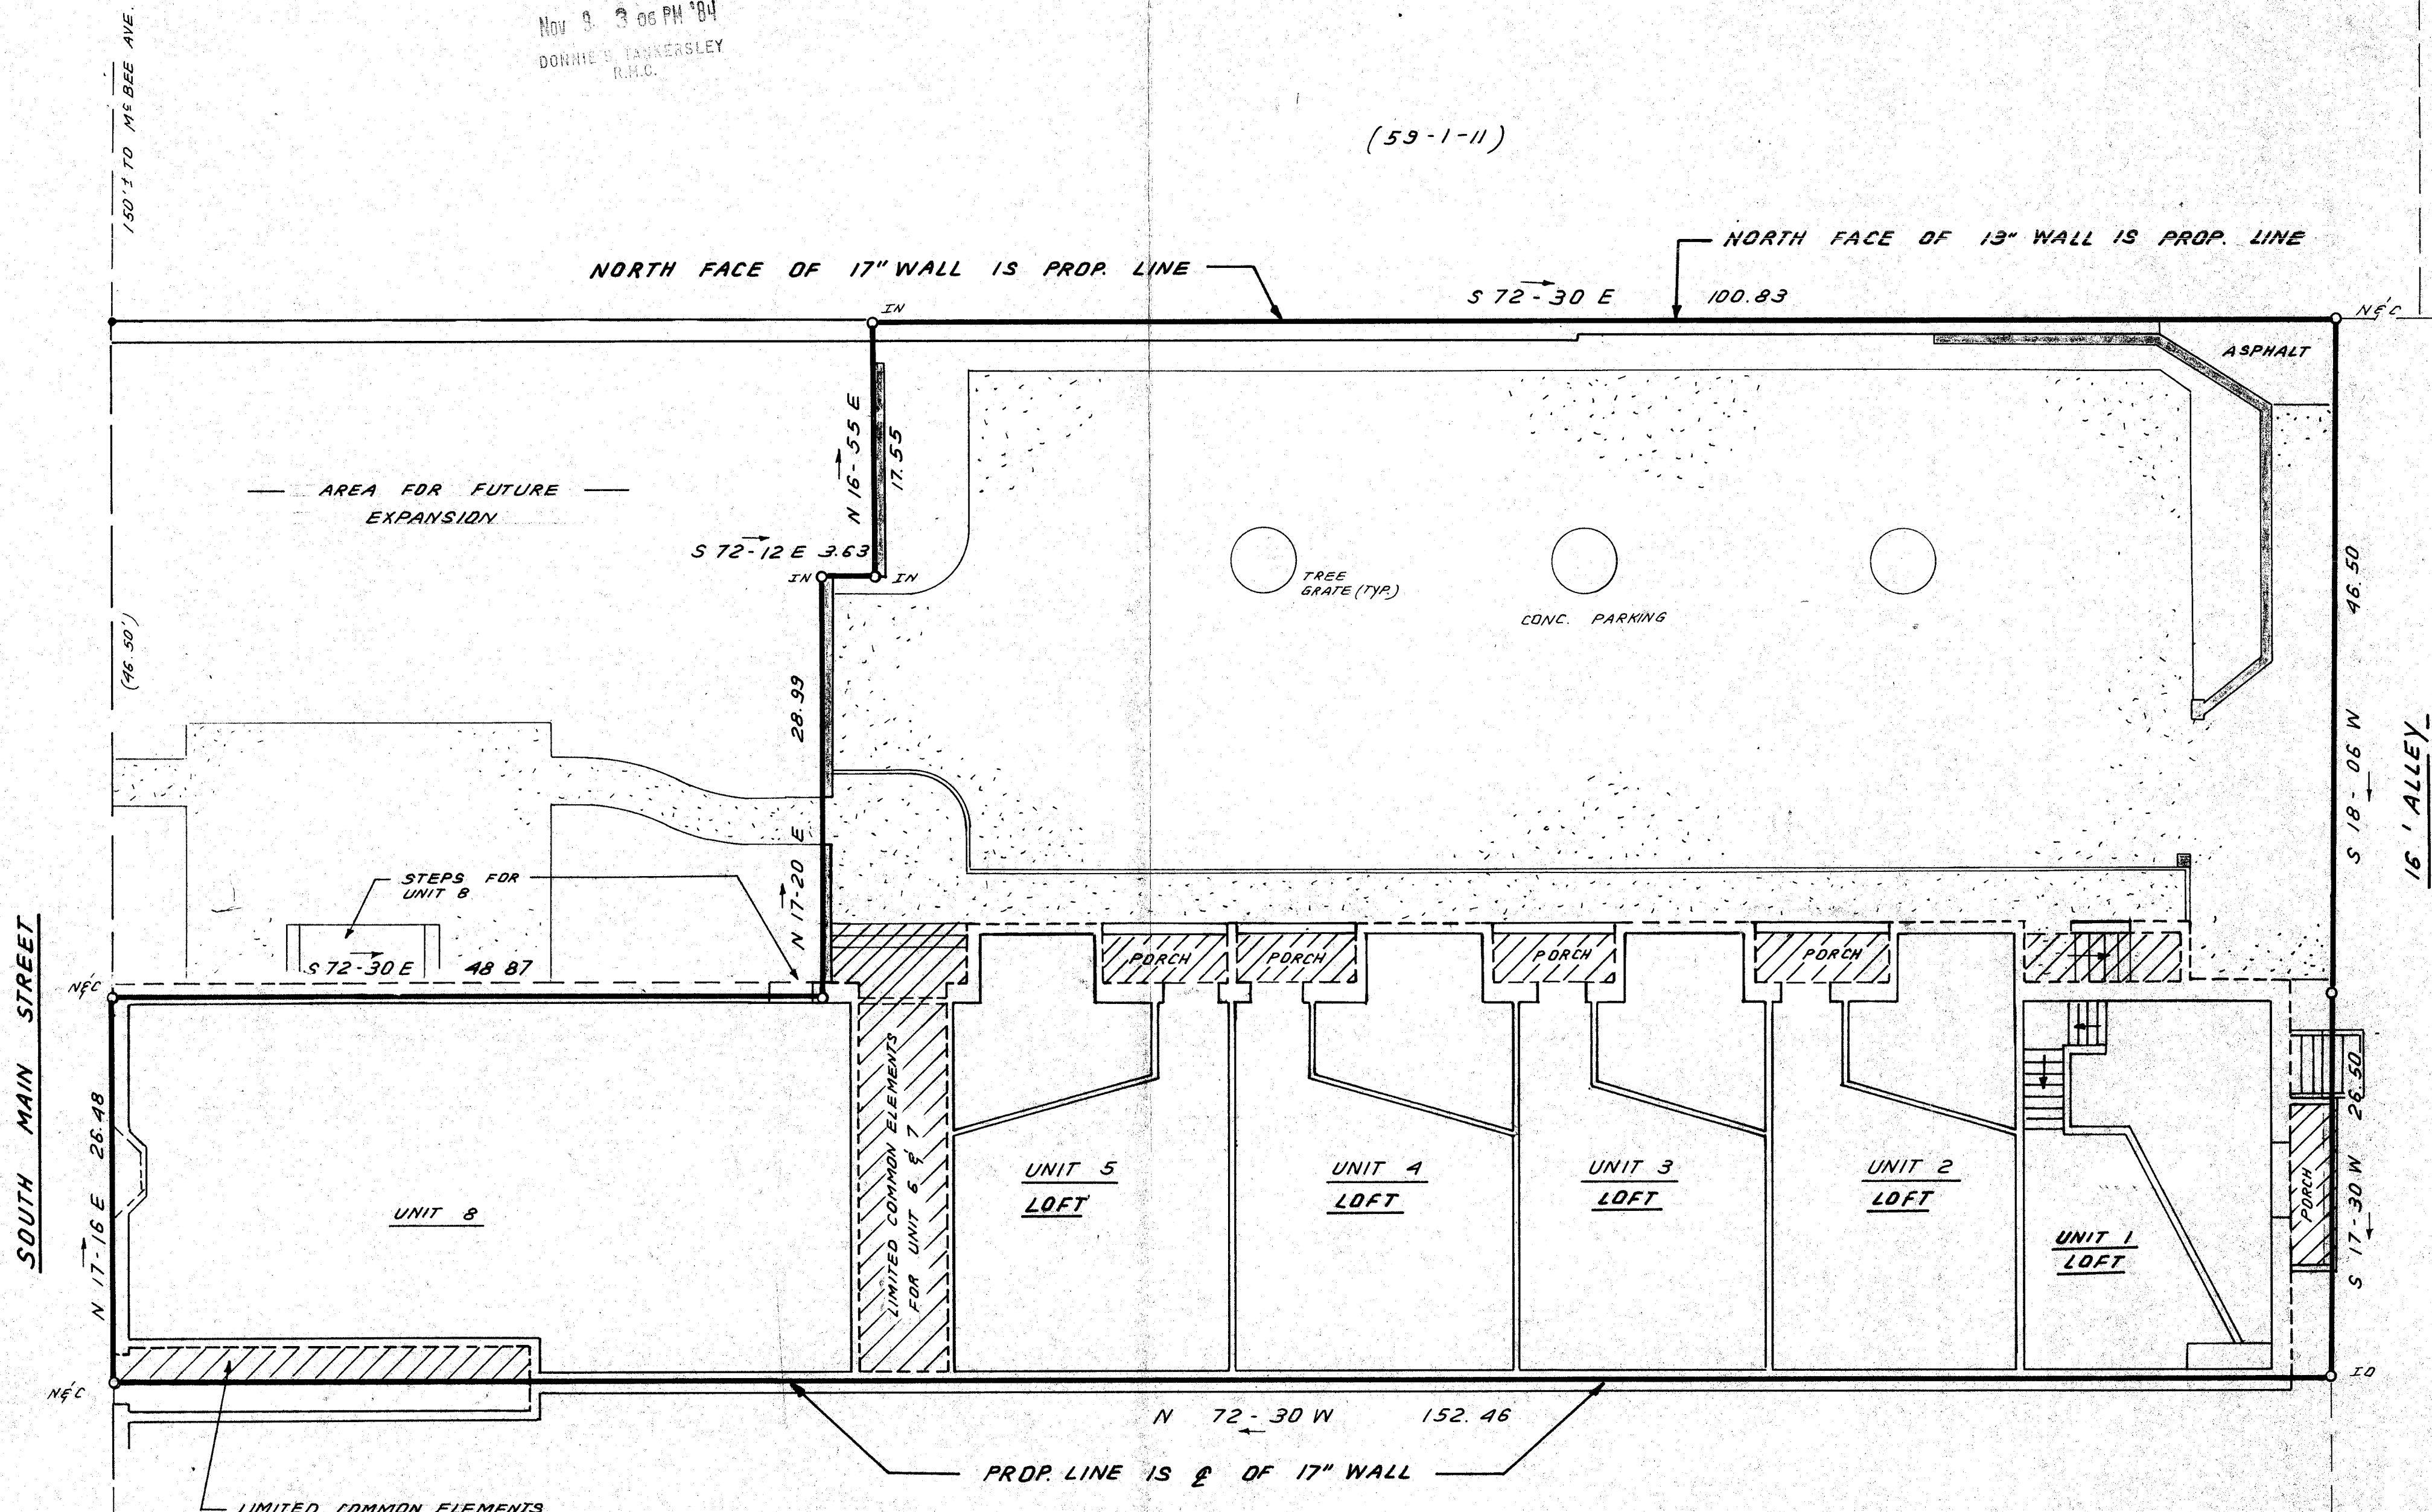 150'± TO McBEE AVE.
Nov 9 3 06 PM '84
DONNIE S. TANKERSLEY
R.M.C.
(59-1-11)
NORTH FACE OF 17" WALL IS PROP. LINE
NORTH FACE OF 13" WALL IS PROP. LINE
S 72-30 E 100.83
IN
N&C
ASPHALT
N 16-55 E
17.55
AREA FOR FUTURE
EXPANSION
S 72-12 E 3.63
IN
IN
TREE
GRATE (TYP.)
CONC. PARKING
46.50
S 18-06 W
16' ALLEY
(46.50')
28.99
N 17-20 E
STEPS FOR
UNIT 8
S 72-30 E 48.87
N&C
PORCH
PORCH
PORCH
PORCH
SOUTH MAIN STREET
N 17-16 E 26.48
UNIT 8
LIMITED COMMON ELEMENTS
FOR UNIT 6 & 7
UNIT 5
LOFT
UNIT 4
LOFT
UNIT 3
LOFT
UNIT 2
LOFT
UNIT 1
LOFT
PORCH
S 17-30 W 26.50
N&C
IO
N 72-30 W 152.46
PROP. LINE IS ℄ OF 17" WALL
LIMITED COMMON ELEMENTS